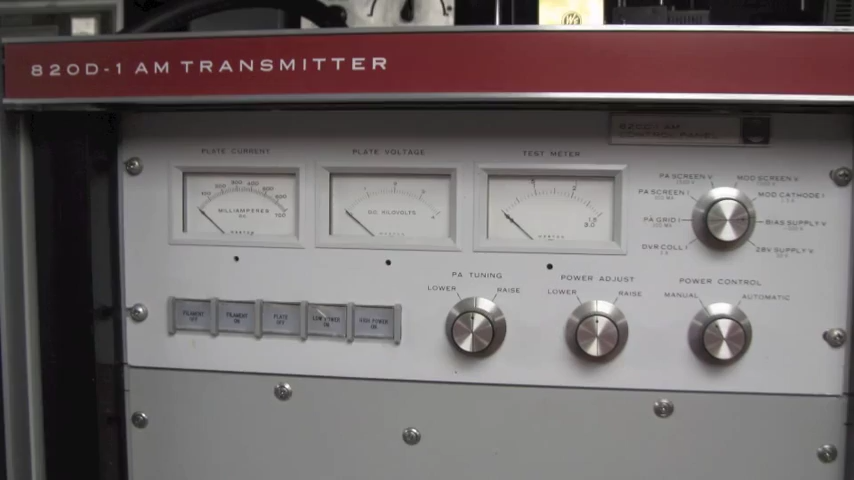 820D-1 AM TRANSMITTER
820D-1 AM
CONTROL PANEL
PLATE CURRENT
PLATE VOLTAGE
TEST METER
MILLIAMPERES
DC KILOVOLTS
PA SCREEN V
MOD SCREEN V
PA SCREEN I
MOD CATHODE I
PA GRID I
BIAS SUPPLY V
DVR COLL I
28V SUPPLY V
FILAMENT OFF
FILAMENT ON
PLATE OFF
LOW POWER ON
HIGH POWER ON
PA TUNING
LOWER RAISE
POWER ADJUST
LOWER RAISE
POWER CONTROL
MANUAL AUTOMATIC